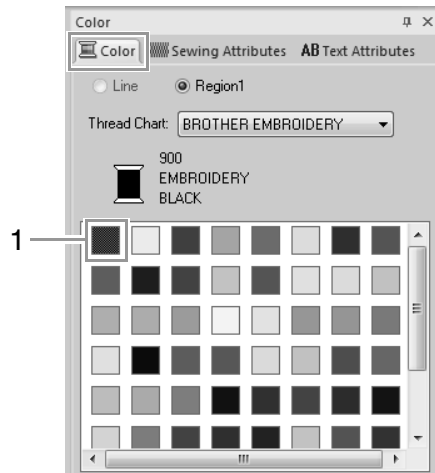 Color
Color Sewing Attributes AB Text Attributes
Line Region1
Thread Chart: BROTHER EMBROIDERY
900
EMBROIDERY
BLACK
1